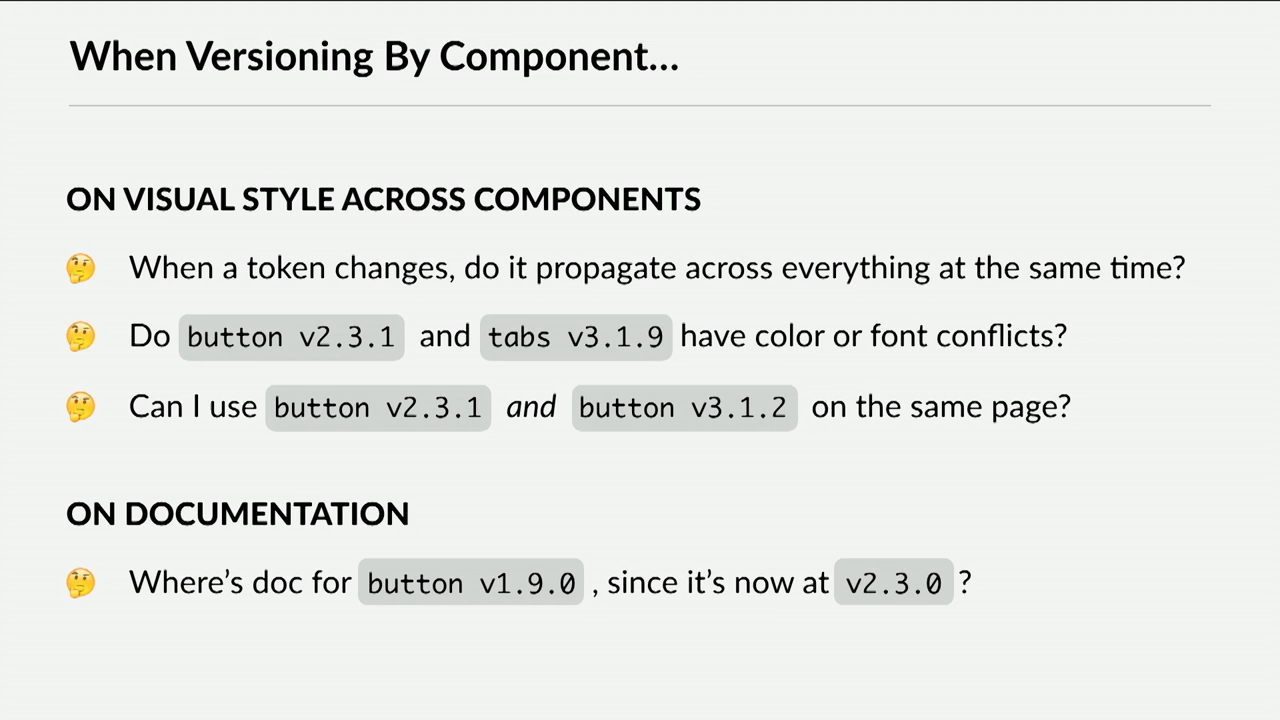 When Versioning By Component...
ON VISUAL STYLE ACROSS COMPONENTS
When a token changes, do it propagate across everything at the same time?
Do button v2.3.1 and tabs v3.1.9 have color or font conflicts?
Can I use button v2.3.1 and button v3.1.2 on the same page?
ON DOCUMENTATION
Where’s doc for button v1.9.0 , since it’s now at v2.3.0 ?